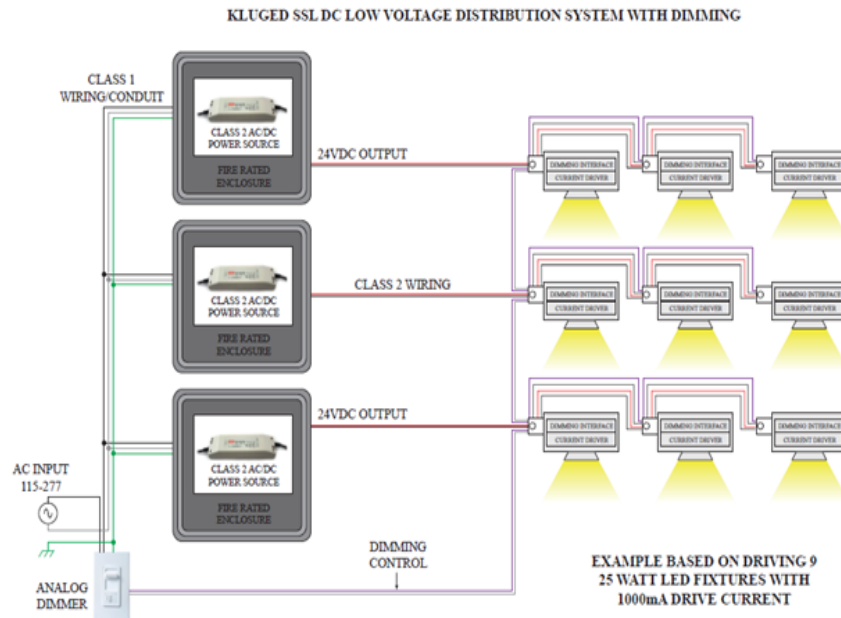 KLUGED SSL DC LOW VOLTAGE DISTRIBUTION SYSTEM WITH DIMMING
CLASS 1
WIRING/CONDUIT
CLASS 2 AC/DC
POWER SOURCE
FIRE RATED
ENCLOSURE
24VDC OUTPUT
DIMMING INTERFACE
CURRENT DRIVER
DIMMING INTERFACE
CURRENT DRIVER
DIMMING INTERFACE
CURRENT DRIVER
CLASS 2 AC/DC
POWER SOURCE
FIRE RATED
ENCLOSURE
CLASS 2 WIRING
DIMMING INTERFACE
CURRENT DRIVER
DIMMING INTERFACE
CURRENT DRIVER
DIMMING INTERFACE
CURRENT DRIVER
CLASS 2 AC/DC
POWER SOURCE
FIRE RATED
ENCLOSURE
24VDC OUTPUT
DIMMING INTERFACE
CURRENT DRIVER
DIMMING INTERFACE
CURRENT DRIVER
DIMMING INTERFACE
CURRENT DRIVER
AC INPUT
115-277
ANALOG
DIMMER
DIMMING
CONTROL
EXAMPLE BASED ON DRIVING 9
25 WATT LED FIXTURES WITH
1000mA DRIVE CURRENT